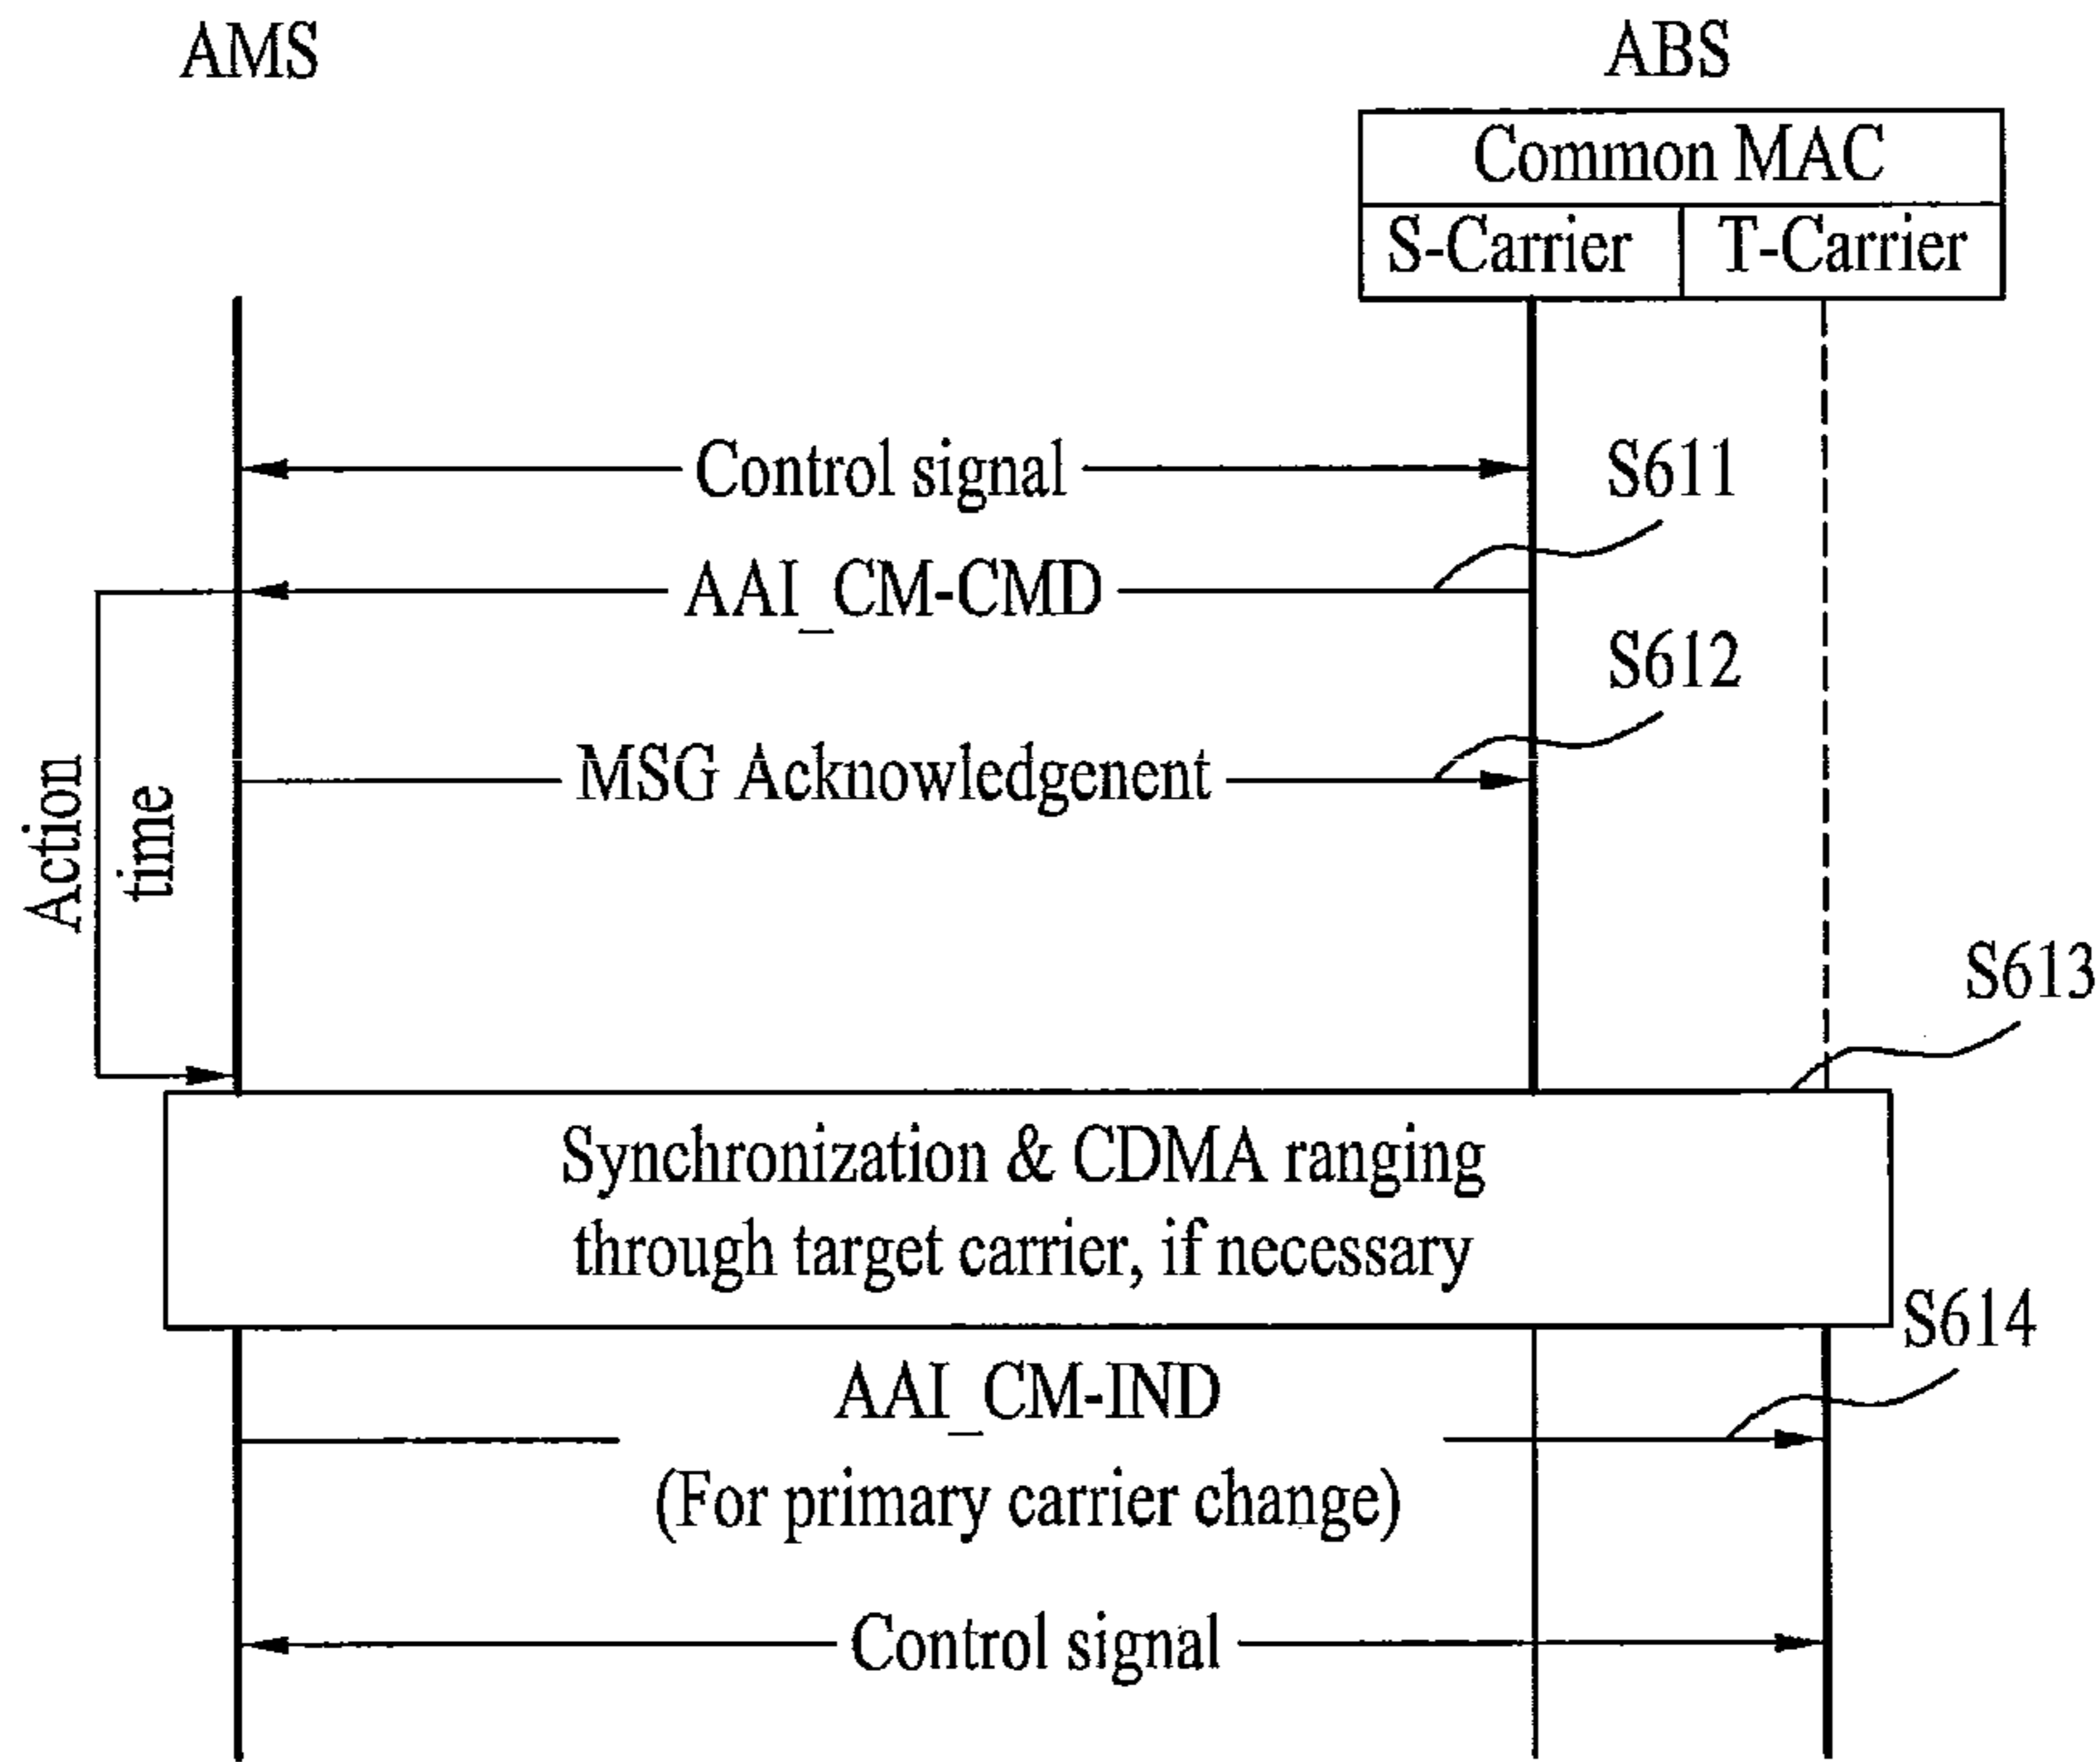 AMS
ABS
Common MAC
S-Carrier
T-Carrier
Control signal
S611
AAI_CM-CMD
S612
MSG Acknowledgenent
Action
time
S613
Synchronization & CDMA ranging
through target carrier, if necessary
S614
AAI_CM-IND
(For primary carrier change)
Control signal